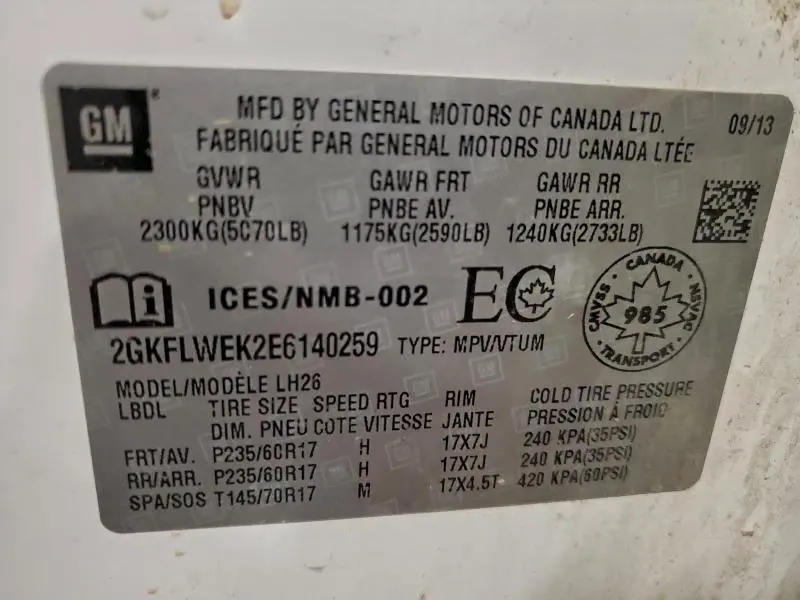 GM
MFD BY GENERAL MOTORS OF CANADA LTD.
09/13
FABRIQUÉ PAR GENERAL MOTORS DU CANADA LTÉE
GVWR GAWR FRT GAWR RR
PNBV PNBE AV. PNBE ARR.
2300KG(5070LB) 1175KG(2590LB) 1240KG(2733LB)
i ICES/NMB-002 EC
CANADA
CMVSS 985 NSVAC
TRANSPORT
2GKFLWEK2E6140259 TYPE: MPV/VTUM
MODEL/MODÈLE LH26
LBDL TIRE SIZE SPEED RTG RIM COLD TIRE PRESSURE
DIM. PNEU COTE VITESSE JANTE PRESSION À FROID
FRT/AV. P235/60R17 H 17X7J 240 KPA(35PSI)
RR/ARR. P235/60R17 H 17X7J 240 KPA(35PSI)
SPA/SOS T145/70R17 M 17X4.5T 420 KPA(60PSI)